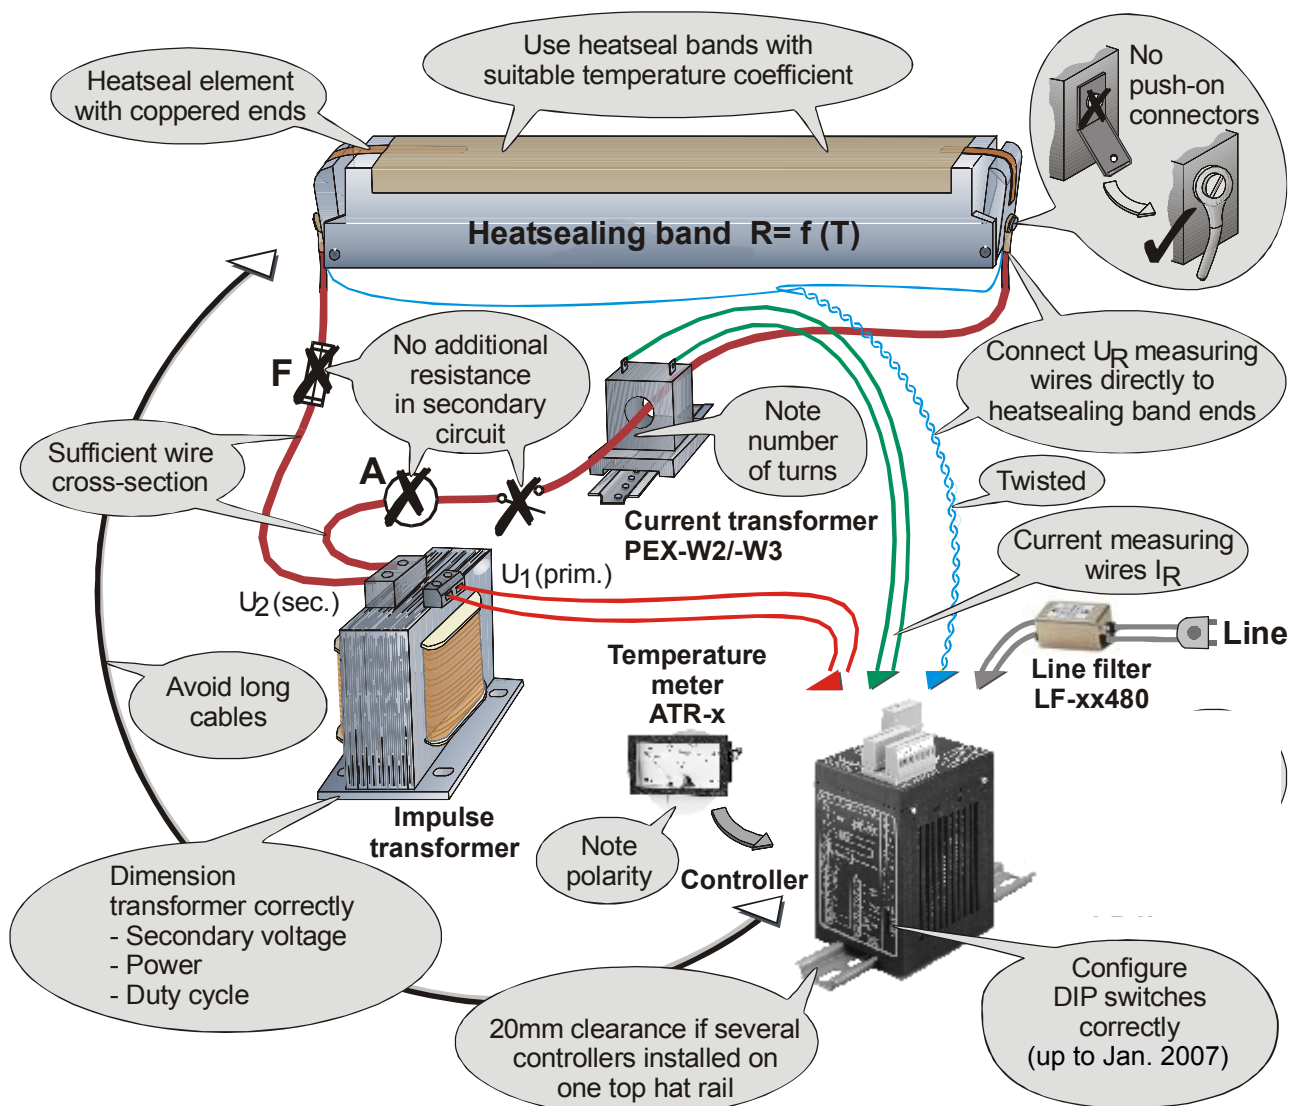 Use heatseal bands with
suitable temperature coefficient
Heatseal element
with coppered ends
No
push-on
connectors
Heatsealing band R= f (T)
F
No additional
resistance
in secondary
circuit
Connect UR measuring
wires directly to
heatsealing band ends
Note
number
of turns
Sufficient wire
cross-section
A
Twisted
Current transformer
PEX-W2/-W3
Current measuring
wires IR
U1 (prim.)
U2 (sec.)
Line
Line filter
LF-xx480
Temperature
meter
ATR-x
Avoid long
cables
Impulse
transformer
Note
polarity
Controller
Dimension
transformer correctly
- Secondary voltage
- Power
- Duty cycle
Configure
DIP switches
correctly
(up to Jan. 2007)
20mm clearance if several
controllers installed on
one top hat rail